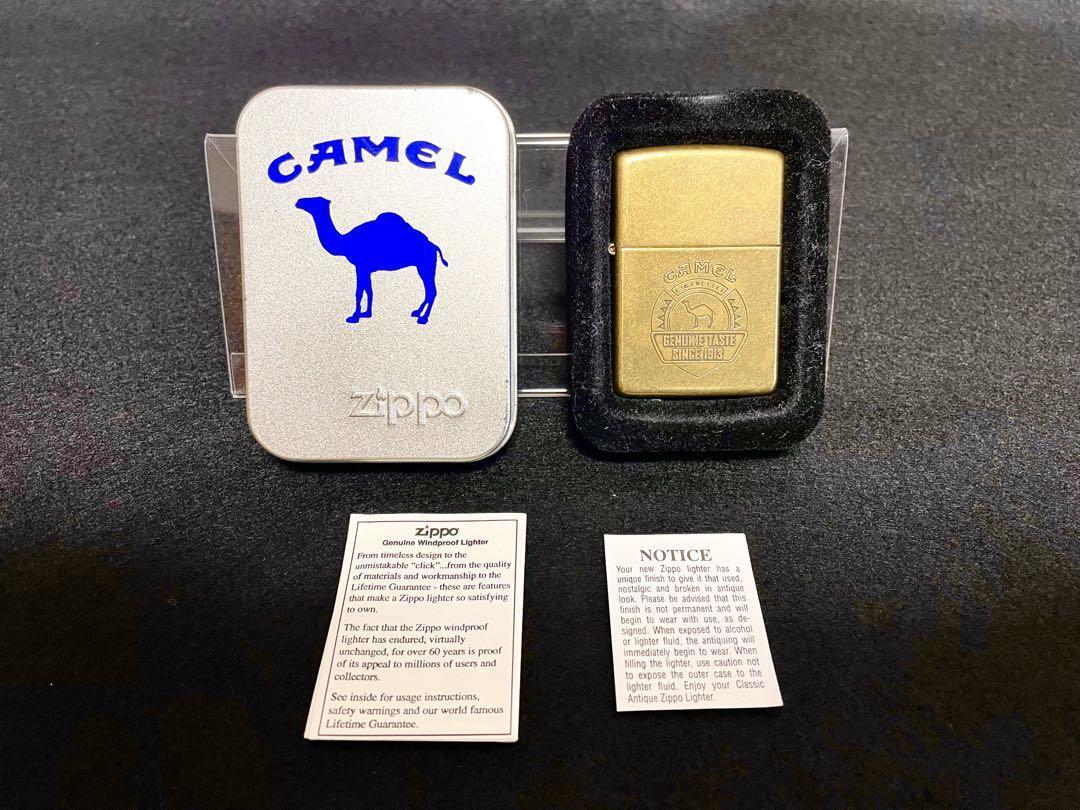 CAMEL
Zippo
CAMEL
CIGARETTES
GENUINE TASTE
SINCE 1913
Zippo
Genuine Windproof Lighter
From timeless design to the
unmistakable "click"...from the quality
of materials and workmanship to the
Lifetime Guarantee - these are features
that make a Zippo lighter so satisfying
to own.
The fact that the Zippo windproof
lighter has endured, virtually
unchanged, for over 60 years is proof
of its appeal to millions of users and
collectors.
See inside for usage instructions,
safety warnings and our world famous
Lifetime Guarantee.
NOTICE
Your new Zippo lighter has a
unique finish to give it that used,
nostalgic and broken in antique
look. Please be advised that this
finish is not permanent and will
begin to wear with use, as de-
signed. When exposed to alcohol
or lighter fluid, the antiquing will
immediately begin to wear. When
filling the lighter, use caution not
to expose the outer case to the
lighter fluid. Enjoy your Classic
Antique Zippo Lighter.